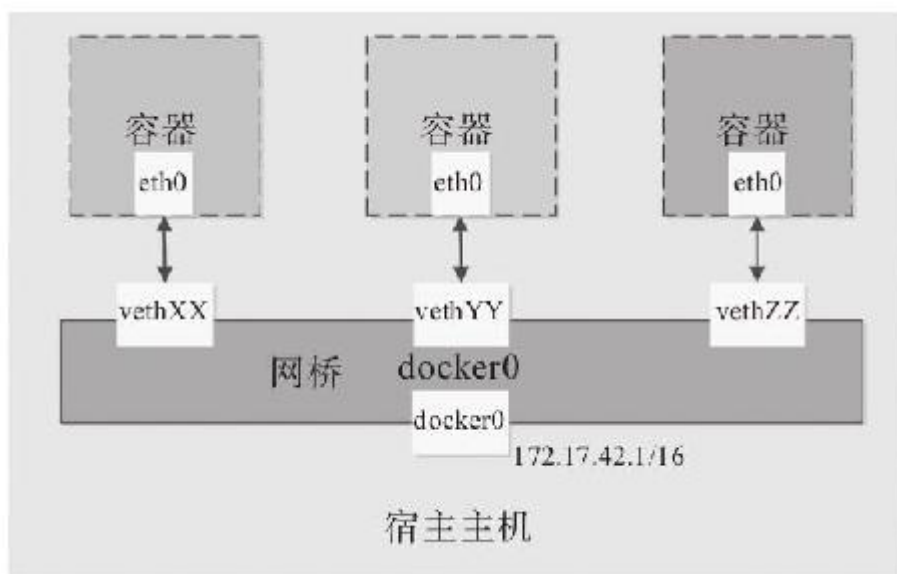 容器 容器 容器
eth0 eth0 eth0
vethXX vethYY vethZZ
网桥 docker0
docker0
172.17.42.1/16
宿主主机